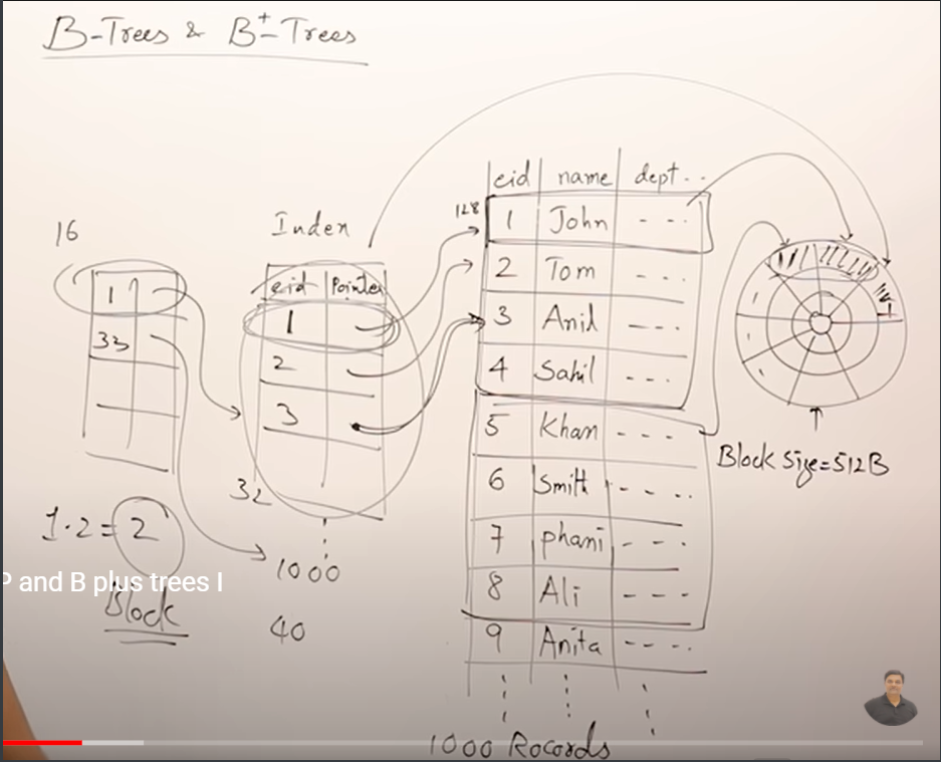 B-Trees & B+-Trees
eid name dept..
128 1 John - - -
2 Tom - - -
3 Anil - - -
4 Sahil - - -
5 Khan - - -
6 Smith - - - -
7 phani - - -
8 Ali - - -
9 Anita - - - -
1000 Rocords
Index
eid Pointer
1
2
3
32
1000
40
16
1
33
1.2 = 2
Block
Block Size=512B
P and B plus trees I